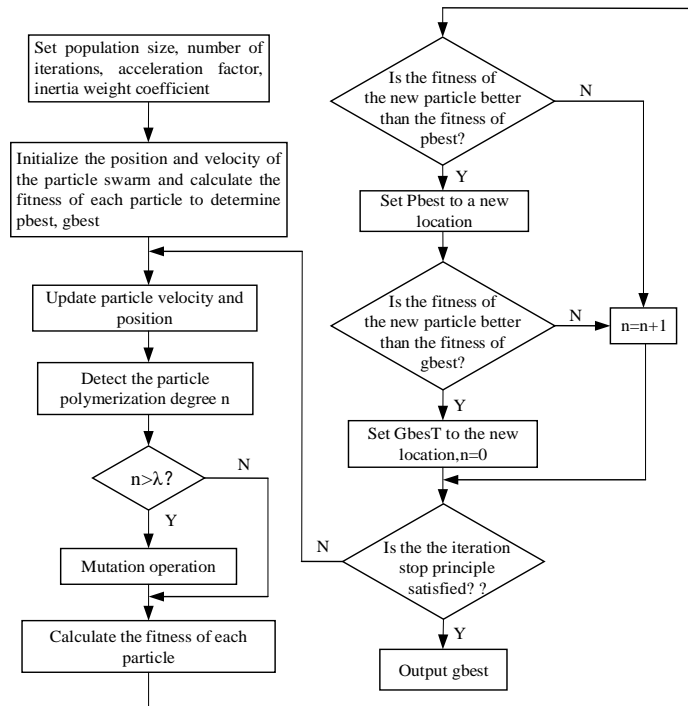 Set population size, number of
iterations, acceleration factor,
inertia weight coefficient
Initialize the position and velocity of
the particle swarm and calculate the
fitness of each particle to determine
pbest, gbest
Update particle velocity and
position
Detect the particle
polymerization degree n
n>λ?
N
Y
Mutation operation
Calculate the fitness of each
particle
Is the fitness of
the new particle better
than the fitness of
pbest?
N
Y
Set Pbest to a new
location
Is the fitness of
the new particle better
than the fitness of
gbest?
N
n=n+1
Y
Set GbesT to the new
location,n=0
Is the the iteration
stop principle
satisfied? ?
N
Y
Output gbest